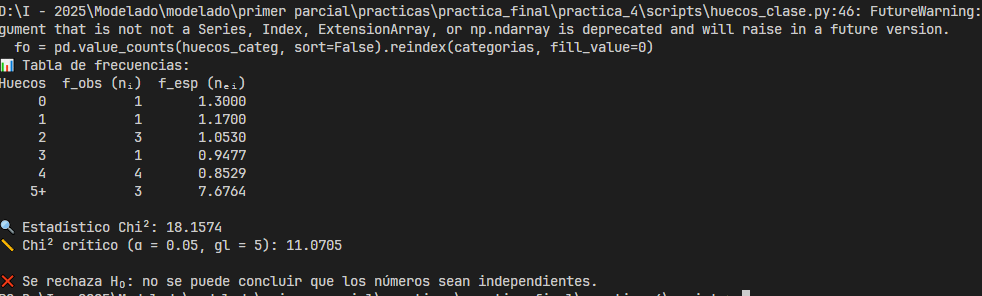 D:\I - 2025\Modelado\modelado\primer parcial\practicas\practica_final\practica_4\scripts\huecos_clase.py:46: FutureWarning:
gument that is not not a Series, Index, ExtensionArray, or np.ndarray is deprecated and will raise in a future version.
fo = pd.value_counts(huecos_categ, sort=False).reindex(categorias, fill_value=0)
📊 Tabla de frecuencias:
Huecos f_obs (nᵢ) f_esp (nₑᵢ)
0 1 1.3000
1 1 1.1700
2 3 1.0530
3 1 0.9477
4 4 0.8529
5+ 3 7.6764
🔍 Estadístico Chi²: 18.1574
📏 Chi² crítico (α = 0.05, gl = 5): 11.0705
❌ Se rechaza H₀: no se puede concluir que los números sean independientes.